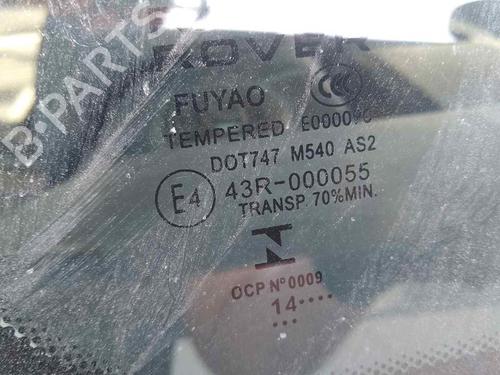 B-PARTS
ROVER
FUYAO
TEMPERED
DOT747 M540 AS2
E4
43R-000055
TRANSP. 70%MIN.
OCP Nº0009
14....
...